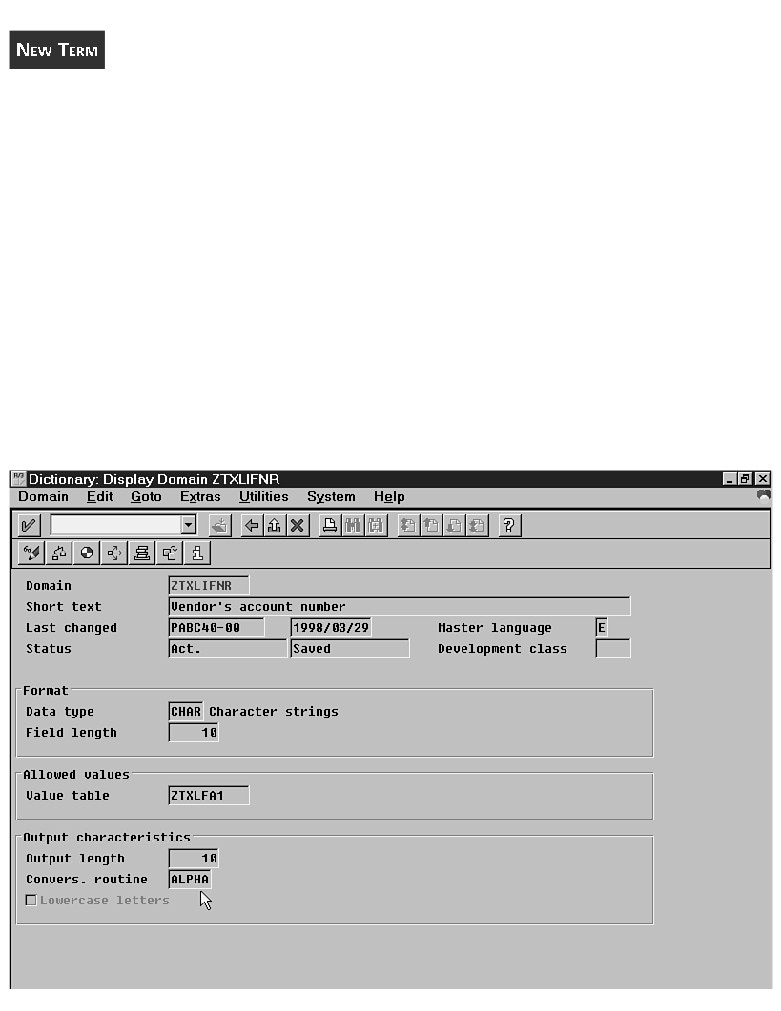 NEW TERM
Dictionary: Display Domain ZTXLIFNR
Domain Edit Goto Extras Utilities System Help
Domain ZTXLIFNR
Short text Vendor's account number
Last changed PABC40-00 1998/03/29 Master language E
Status Act. Saved Development class
Format
Data type CHAR Character strings
Field length 10
Allowed values
Value table ZTXLFA1
Output characteristics
Output length 10
Convers. routine ALPHA
Lowercase letters